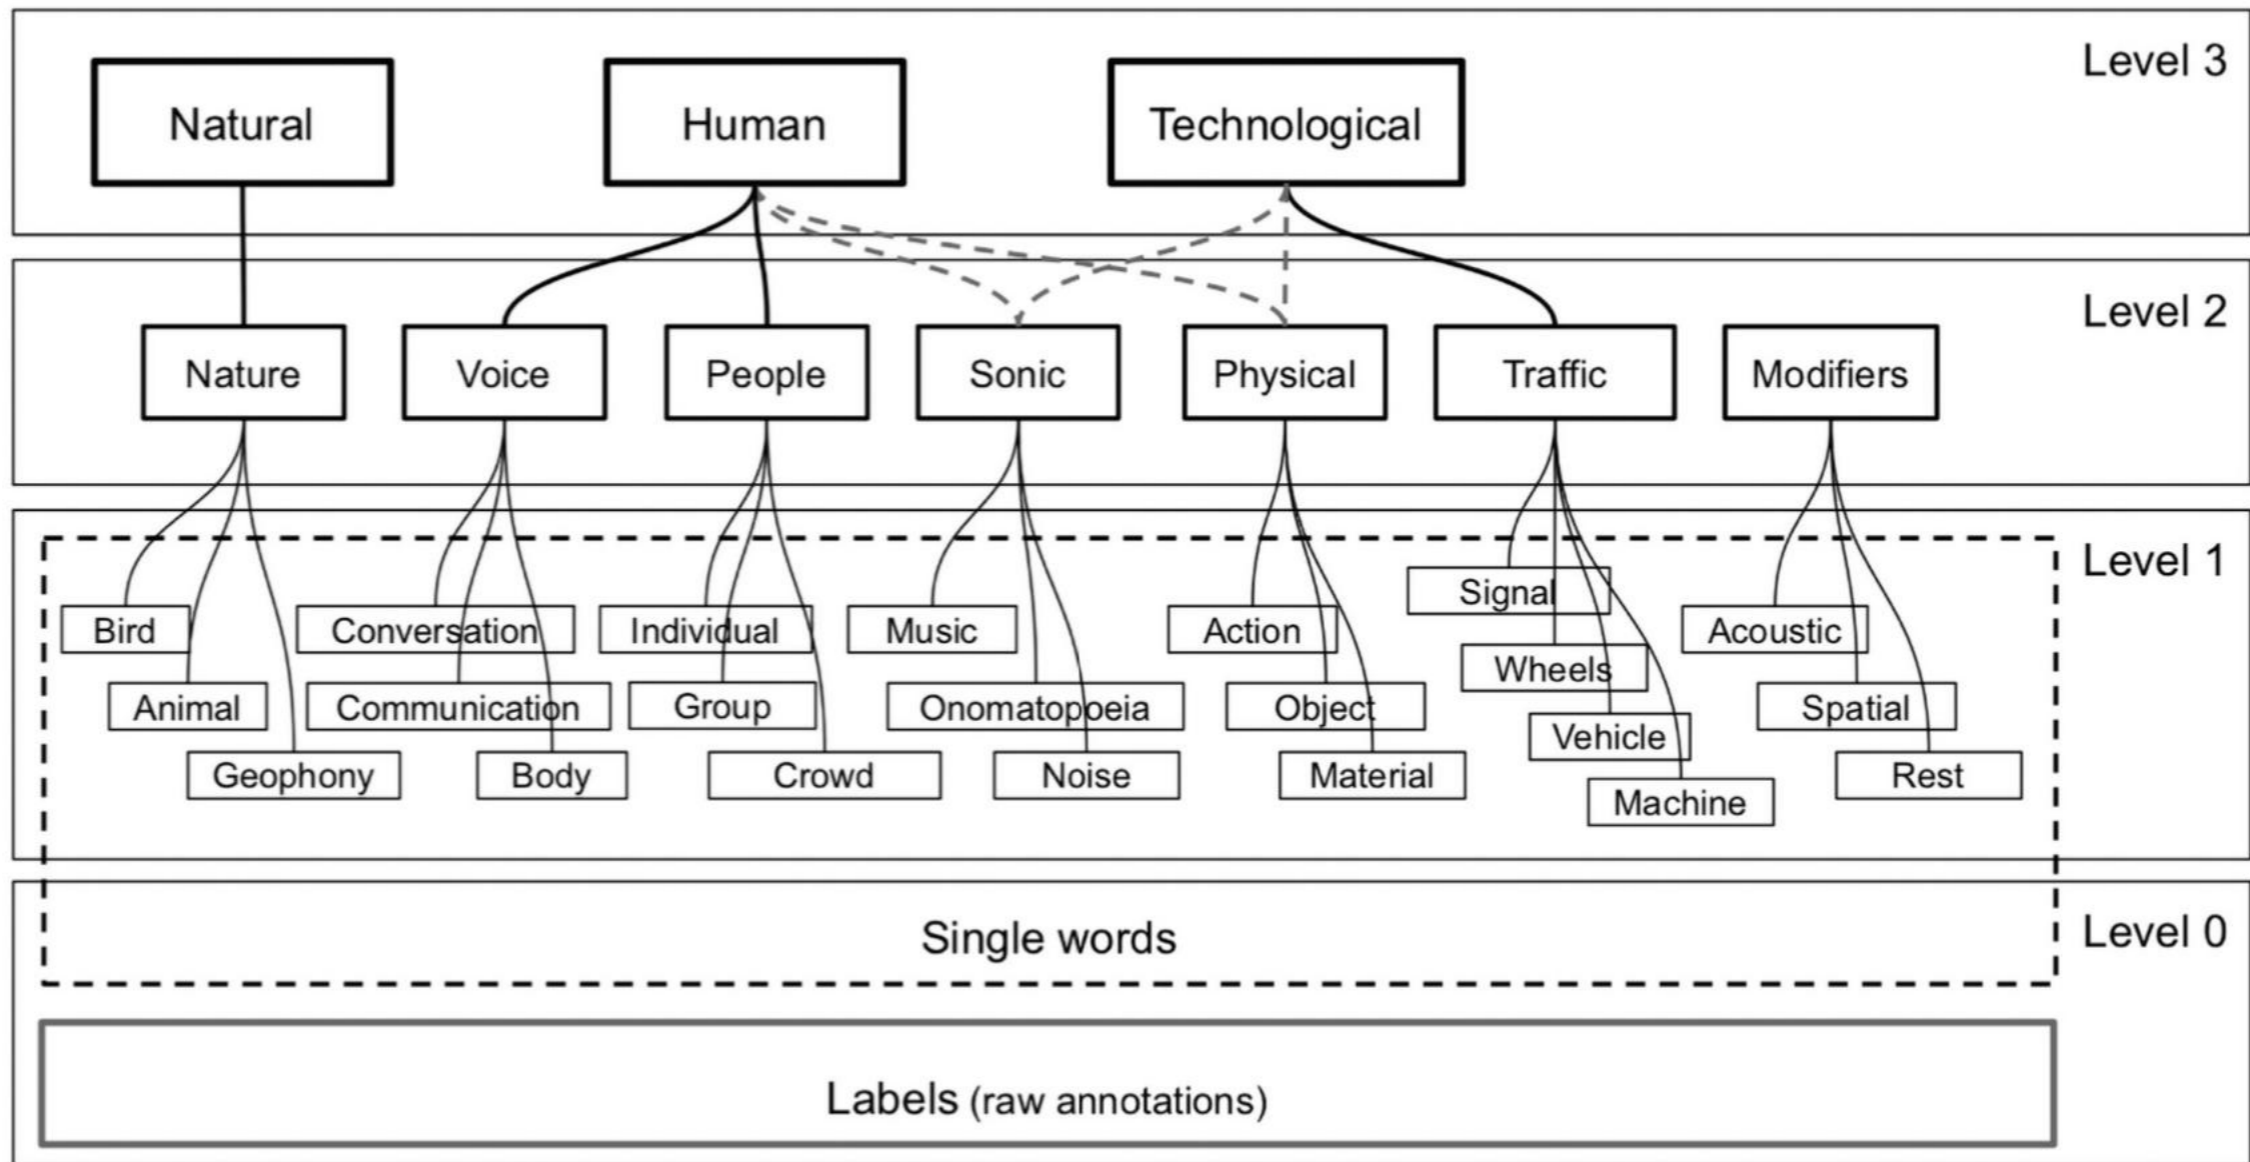 Level 3
Natural
Human
Technological
Level 2
Nature
Voice
People
Sonic
Physical
Traffic
Modifiers
Level 1
Signal
Bird
Conversation
Individual
Music
Action
Acoustic
Wheels
Animal
Communication
Group
Onomatopoeia
Object
Spatial
Vehicle
Geophony
Body
Crowd
Noise
Material
Rest
Machine
Level 0
Single words
Labels (raw annotations)